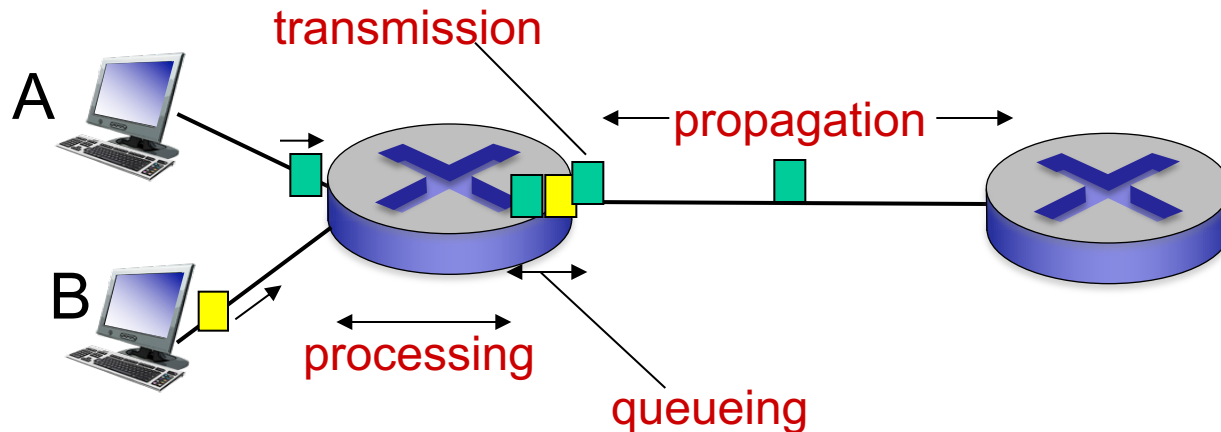 transmission
A
propagation
B
processing
queueing